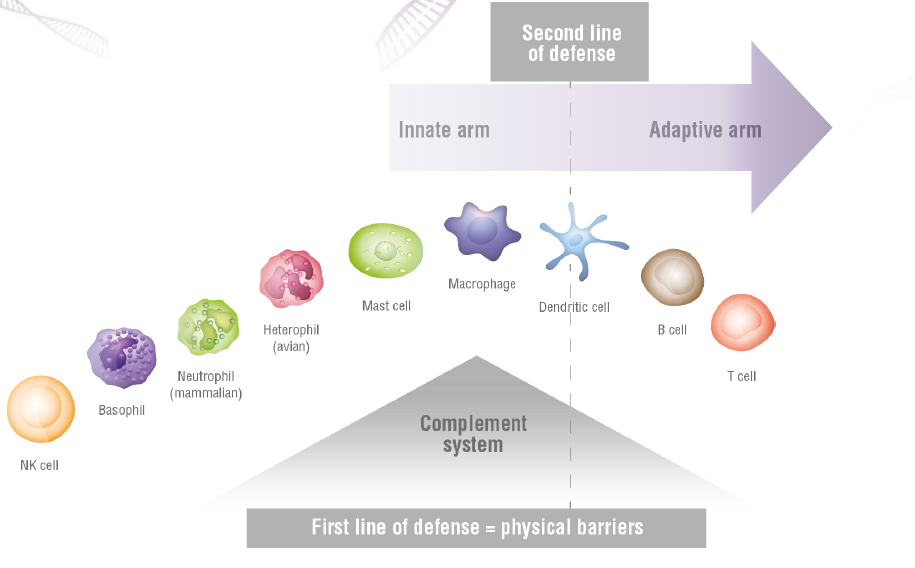 Second line
of defense
Innate arm
Adaptive arm
Macrophage
Mast cell
Dendritic cell
Heterophil
(avian)
B cell
Neutrophil
(mammalian)
T cell
Basophil
NK cell
Complement
system
First line of defense = physical barriers